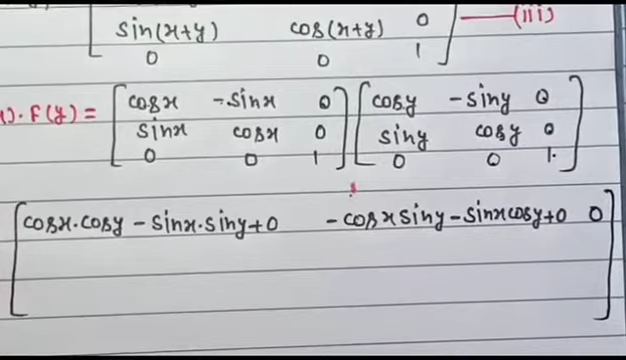 sin(x+y) cos(x+y) 0 —(iii)
0 0 1
x). F(y) = [cosx -sinx 0] [cosy -siny 0]
sinx cosx 0 siny cosy 0
0 0 1 0 0 1.
[cosx.cosy - sinx.siny+0 -cosxsiny-sinxcosy+0 0]